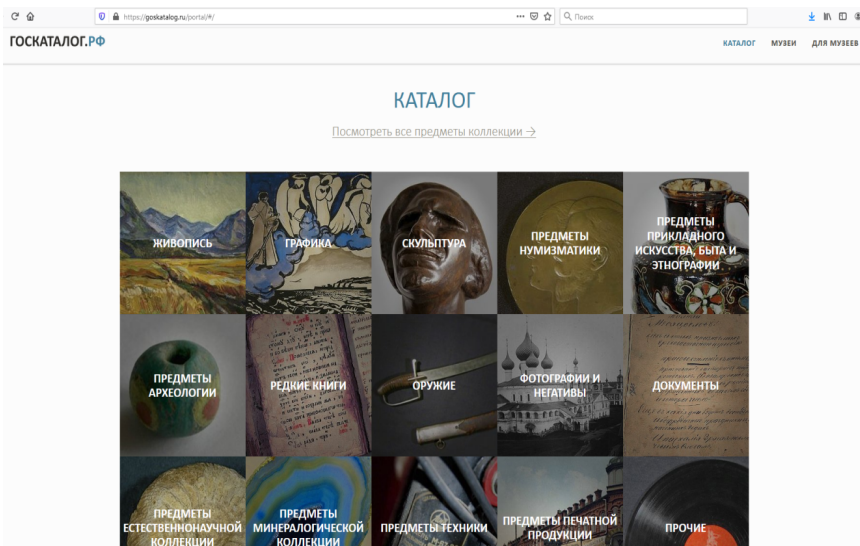 https://goskatalog.ru/portal/#/
Поиск
ГОСКАТАЛОГ.РФ
КАТАЛОГ
МУЗЕИ
ДЛЯ МУЗЕЕВ
КАТАЛОГ
Посмотреть все предметы коллекции →
ЖИВОПИСЬ
ГРАФИКА
СКУЛЬПТУРА
ПРЕДМЕТЫ
НУМИЗМАТИКИ
ПРЕДМЕТЫ
ПРИКЛАДНОГО
ИСКУССТВА, БЫТА И
ЭТНОГРАФИИ
ПРЕДМЕТЫ
АРХЕОЛОГИИ
РЕДКИЕ КНИГИ
ОРУЖИЕ
ФОТОГРАФИИ И
НЕГАТИВЫ
ДОКУМЕНТЫ
ПРЕДМЕТЫ
ЕСТЕСТВЕННОНАУЧНОЙ
КОЛЛЕКЦИИ
ПРЕДМЕТЫ
МИНЕРАЛОГИЧЕСКОЙ
КОЛЛЕКЦИИ
ПРЕДМЕТЫ ТЕХНИКИ
ПРЕДМЕТЫ ПЕЧАТНОЙ
ПРОДУКЦИИ
ПРОЧИЕ